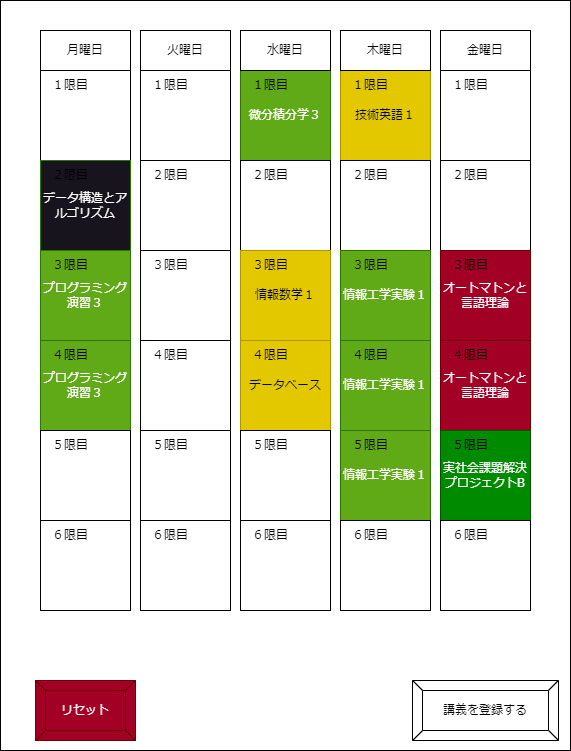 月曜日
１限目
２限目
データ構造とア
ルゴリズム
３限目
プログラミング
演習３
４限目
プログラミング
演習３
５限目
６限目
火曜日
１限目
２限目
３限目
４限目
５限目
６限目
水曜日
１限目
微分積分学３
２限目
３限目
情報数学１
４限目
データベース
５限目
６限目
木曜日
１限目
技術英語１
２限目
３限目
情報工学実験１
４限目
情報工学実験１
５限目
情報工学実験１
６限目
金曜日
１限目
２限目
３限目
オートマトンと
言語理論
４限目
オートマトンと
言語理論
５限目
実社会課題解決
プロジェクトB
６限目
リセット
講義を登録する